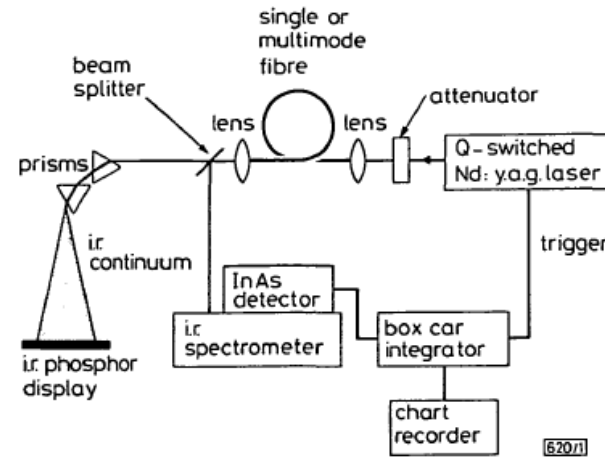 single or
multimode
fibre
beam
splitter
lens
lens
attenuator
prisms
Q-switched
Nd: y.a.g. laser
i.r.
continuum
trigger
InAs
detector
i.r.
spectrometer
box car
integrator
i.r. phosphor
display
chart
recorder
620/1